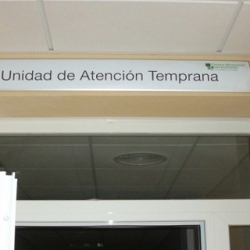 Unidad de Atención Temprana